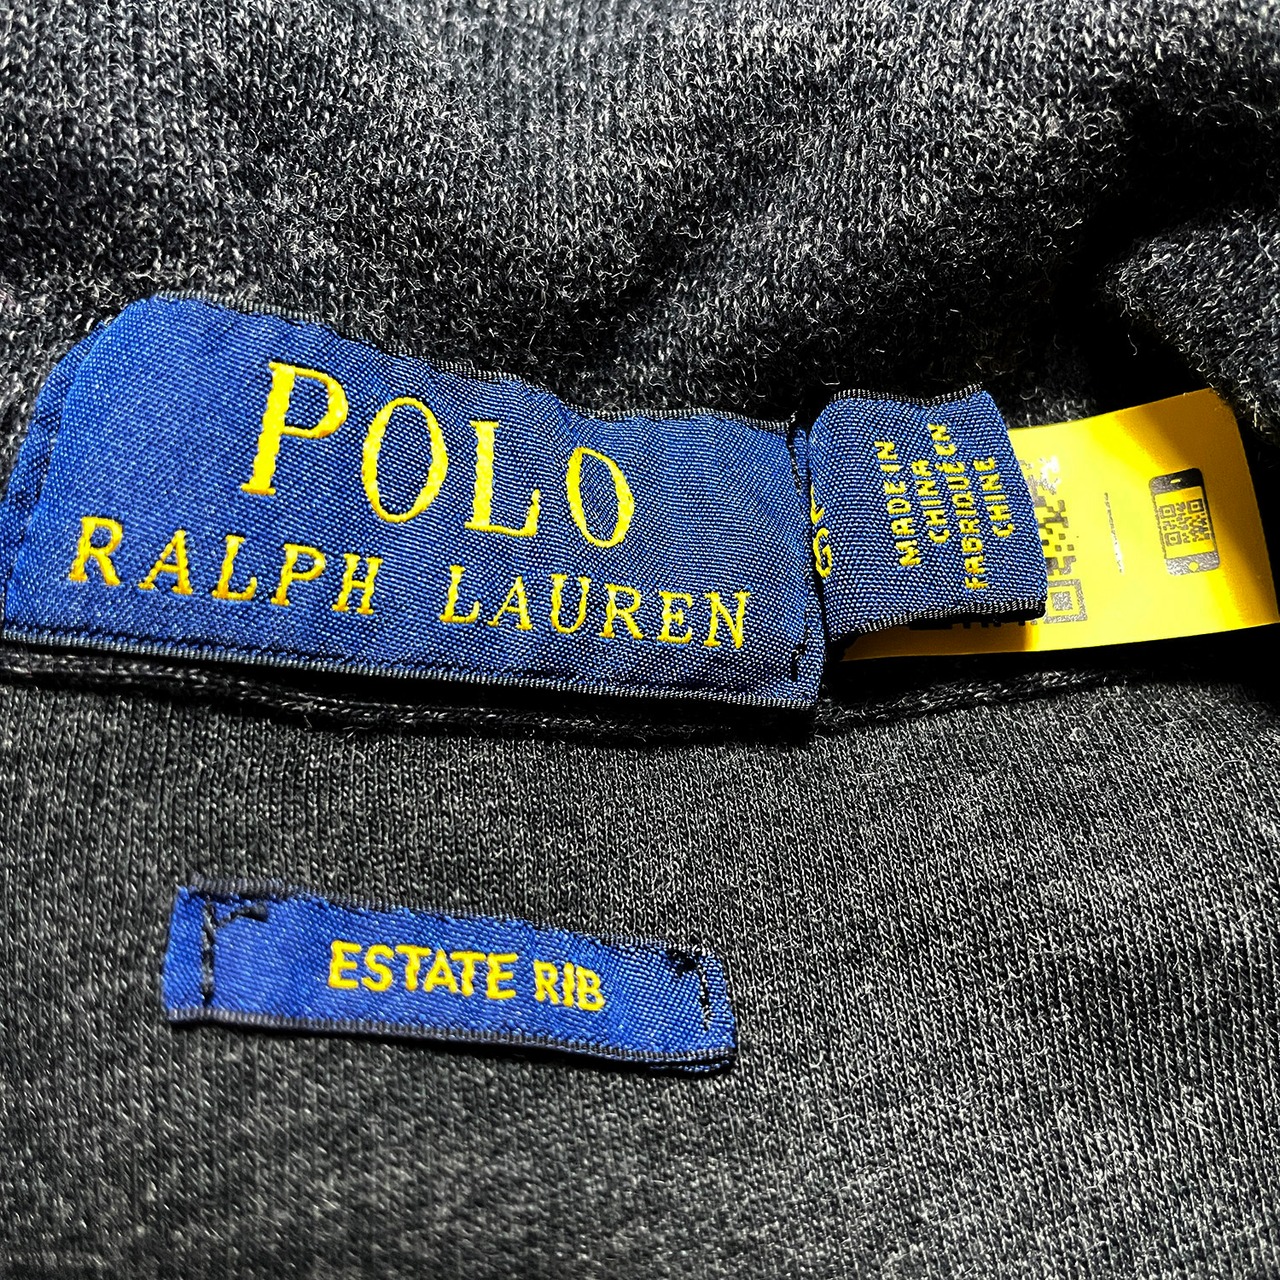 POLO
RALPH LAUREN
MADE IN
CHINA
FABRIQUÉ EN
CHINE
ESTATE RIB